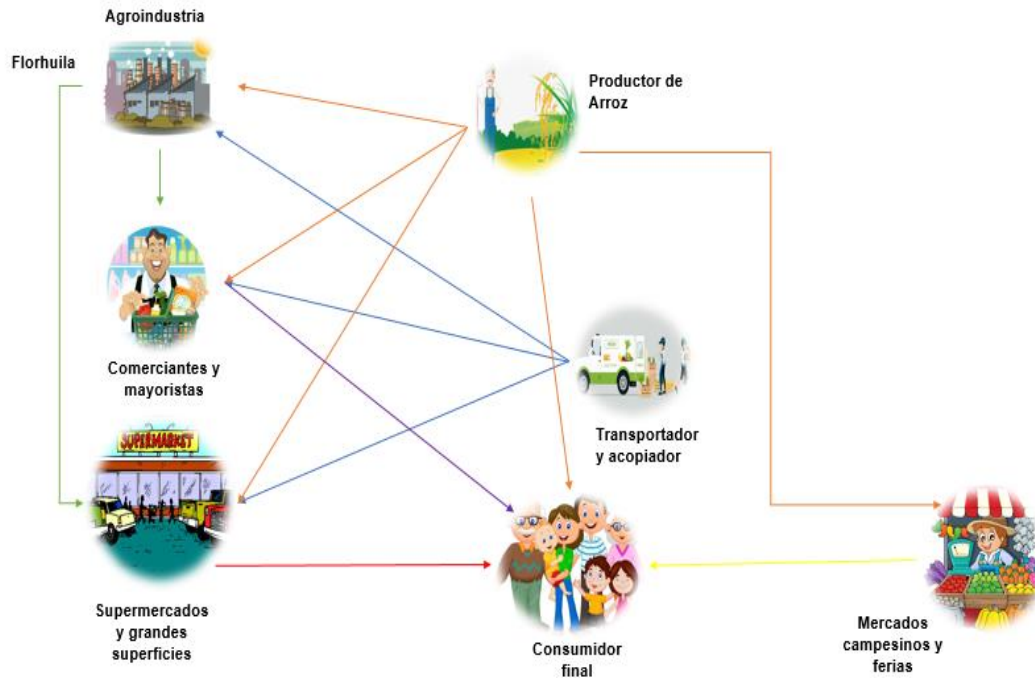 Agroindustria
Florhuila
Productor de
Arroz
Comerciantes y
mayoristas
Transportador
y acopiador
SUPERMARKET
Supermercados
y grandes
superficies
Consumidor
final
Mercados
campesinos y
ferias